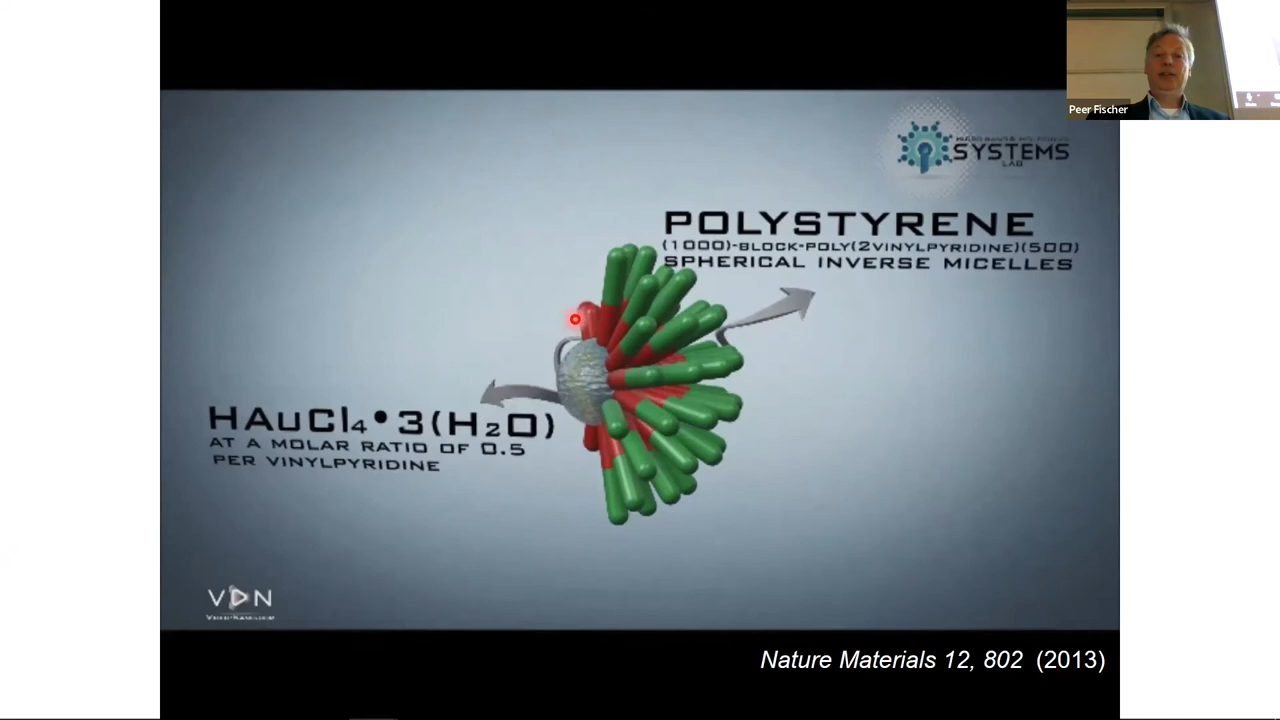 Peer Fischer
SYSTEMS
LAB
POLYSTYRENE
(1000)-BLOCK-POLY(2VINYLPYRIDINE)(500)
SPHERICAL INVERSE MICELLES
HAuCl₄•3(H₂O)
AT A MOLAR RATIO OF 0.5
PER VINYLPYRIDINE
VDN
Nature Materials 12, 802 (2013)